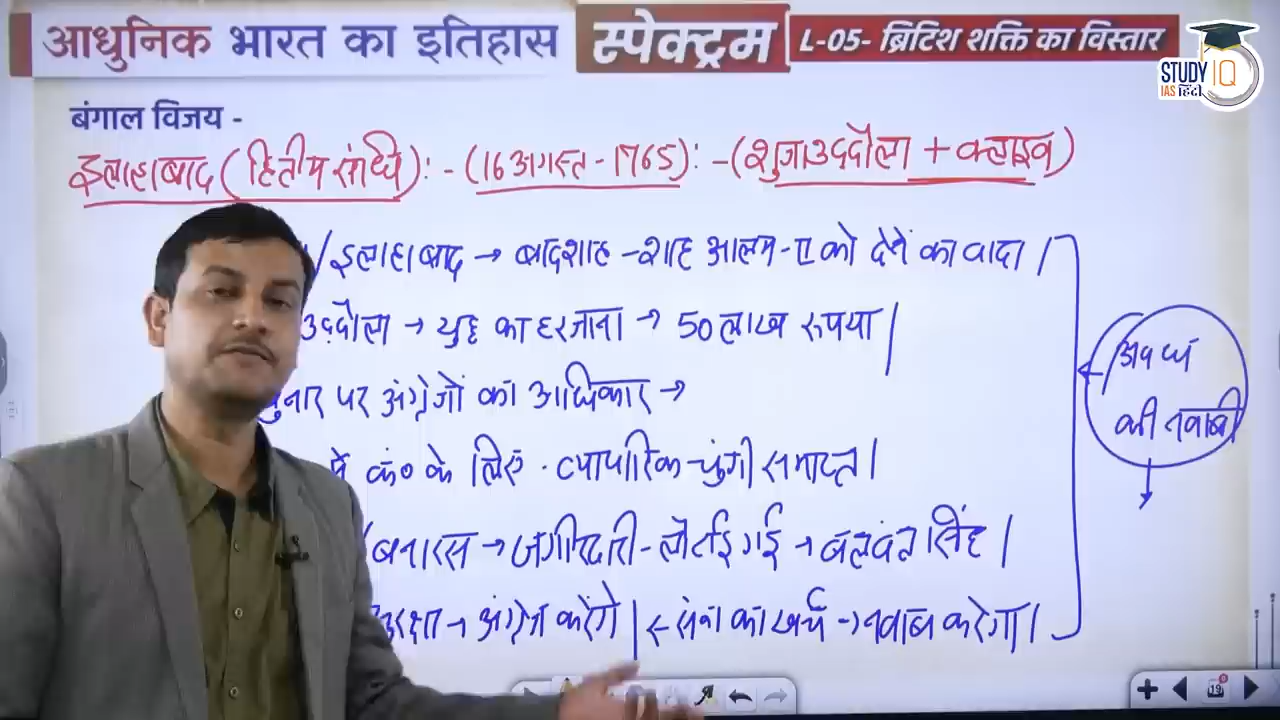 आधुनिक भारत का इतिहास स्पेक्ट्रम L-05- ब्रिटिश शक्ति का विस्तार
STUDY IQ
IAS हिंदी
बंगाल विजय -
इलाहाबाद (द्वितीय संधि) :- (16 अगस्त - 1765) :- (शुजाउद्दौला + क्लाइव)
/इलाहाबाद → बादशाह - शाह आलम-II को देने का वादा।
उद्दौला → युद्ध का हरजाना → 50 लाख रुपया।
चुनार पर अंग्रेजों का अधिकार →
में कं० के लिए व्यापारिक-चुंगी समाप्त।
बनारस → जगीरदारी - लौटाई गई → बलवंत सिंह।
सुरक्षा → अंग्रेज करेंगे | ← सेना का खर्च → नवाब करेगा।
अवध
की नवाबी
19